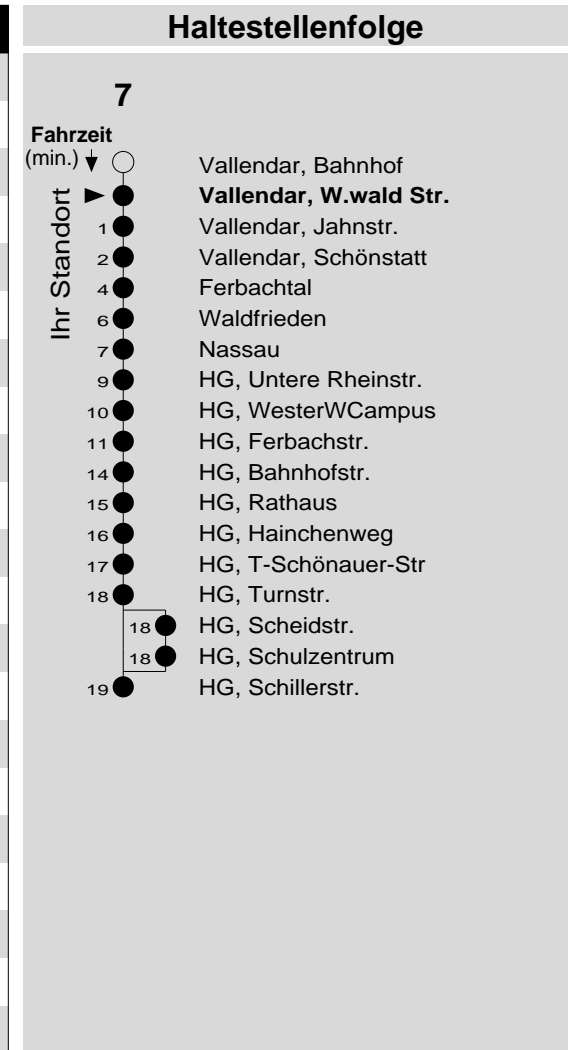 Haltestellenfolge
7
Fahrzeit
(min.)
Ihr Standort
Vallendar, Bahnhof
Vallendar, W.wald Str.
1 Vallendar, Jahnstr.
2 Vallendar, Schönstatt
4 Ferbachtal
6 Waldfrieden
7 Nassau
9 HG, Untere Rheinstr.
10 HG, WesterWCampus
11 HG, Ferbachstr.
14 HG, Bahnhofstr.
15 HG, Rathaus
16 HG, Hainchenweg
17 HG, T-Schönauer-Str
18 HG, Turnstr.
18 HG, Scheidstr.
18 HG, Schulzentrum
19 HG, Schillerstr.